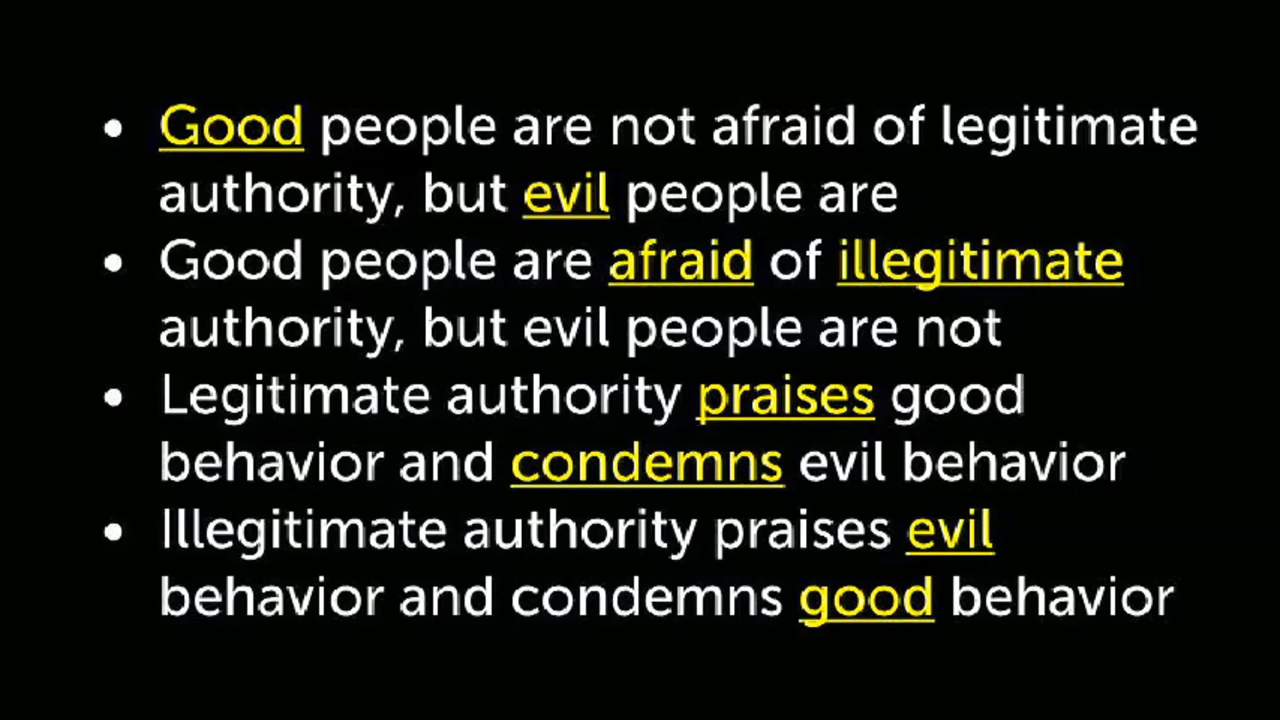 • Good people are not afraid of legitimate
authority, but evil people are
• Good people are afraid of illegitimate
authority, but evil people are not
• Legitimate authority praises good
behavior and condemns evil behavior
• Illegitimate authority praises evil
behavior and condemns good behavior